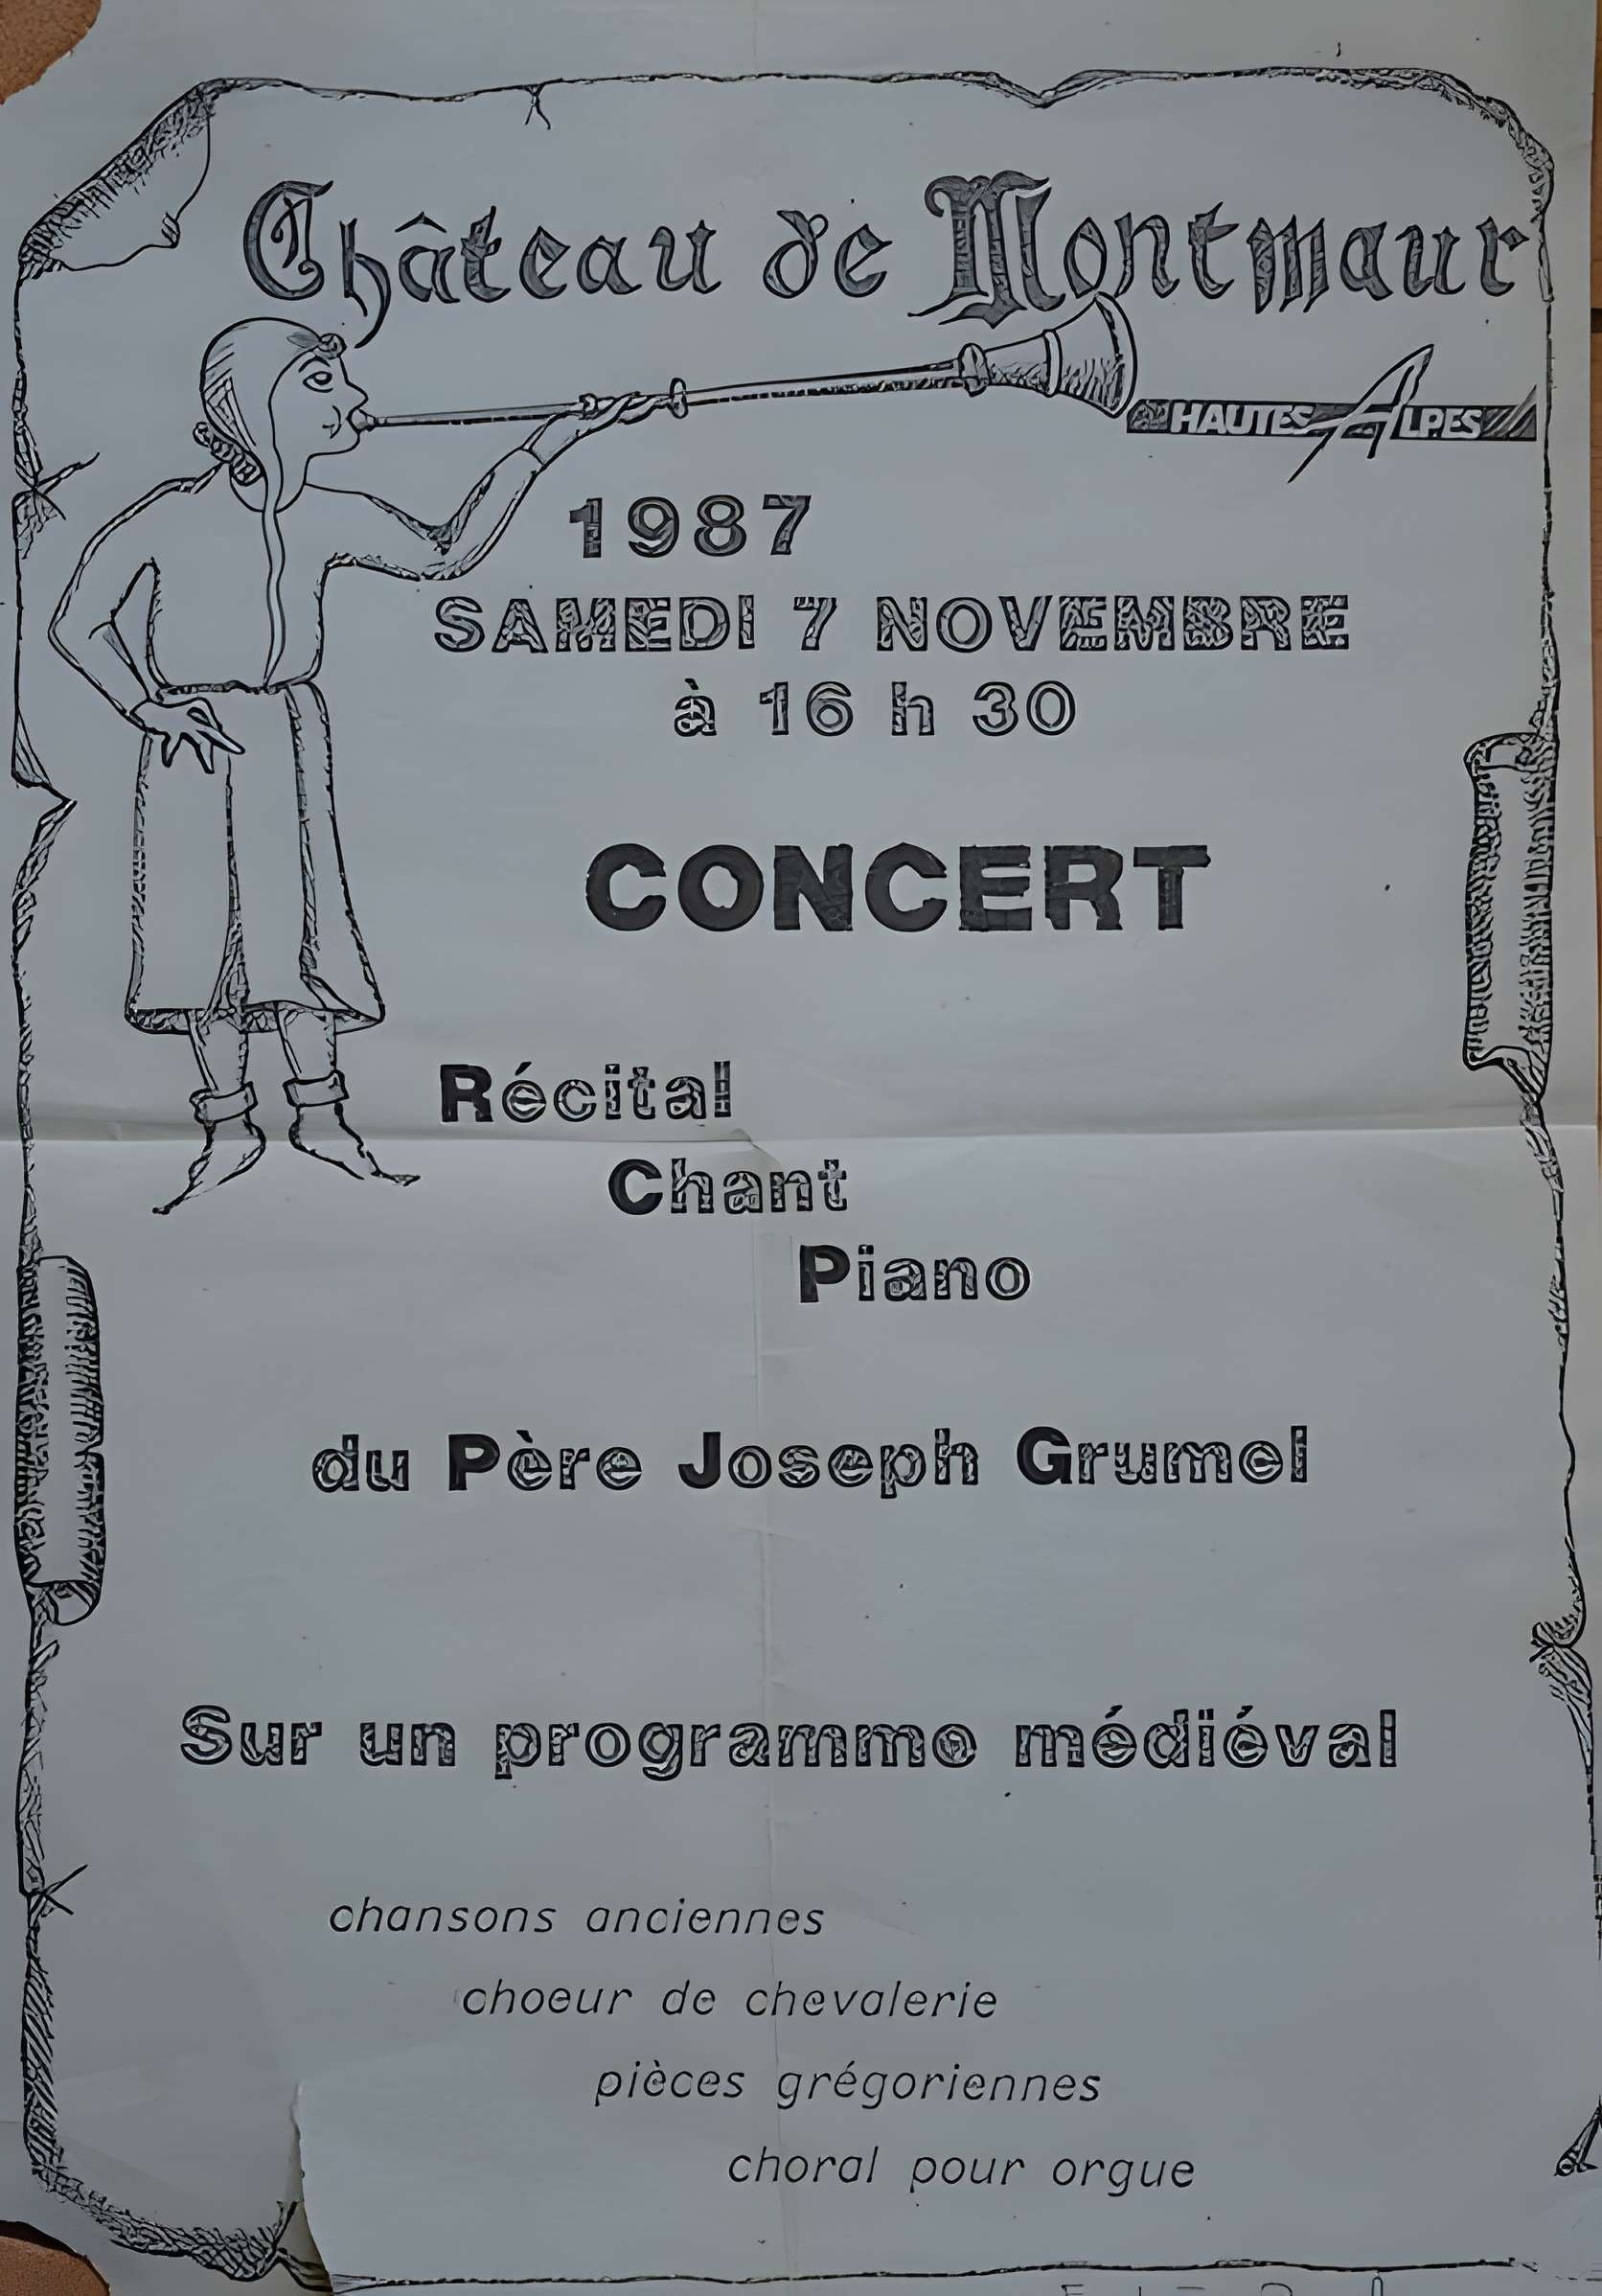 Château de Montmaur
HAUTES ALPES
1987
SAMEDI 7 NOVEMBRE
à 16 h 30
CONCERT
Récital
Chant
Piano
du Père Joseph Grumel
Sur un programme médiéval
chansons anciennes
choeur de chevalerie
pièces grégoriennes
choral pour orgue